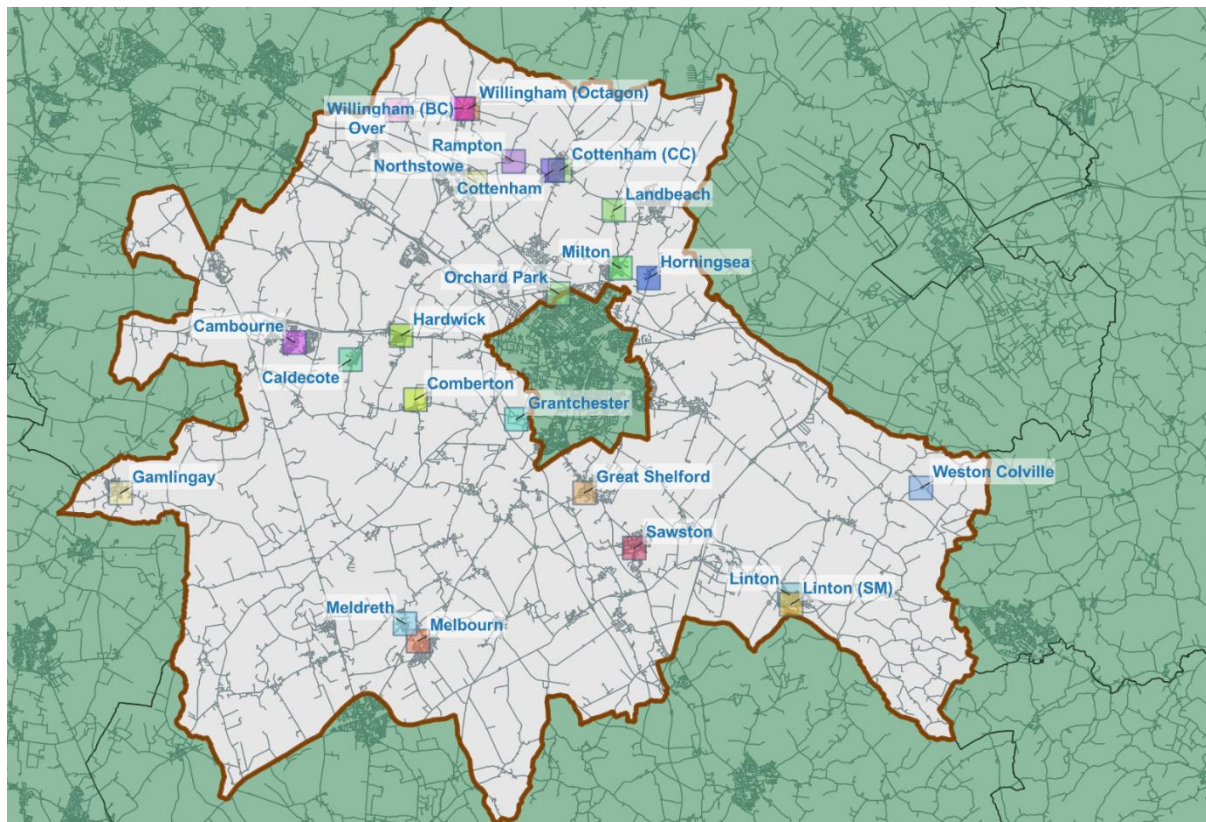 Willingham (Octagon)
Willingham (BC)
Over
Rampton
Cottenham (CC)
Northstowe
Cottenham
Landbeach
Milton
Horningsea
Orchard Park
Hardwick
Cambourne
Caldecote
Comberton
Grantchester
Gamlingay
Great Shelford
Weston Colville
Sawston
Linton
Linton (SM)
Meldreth
Melbourn